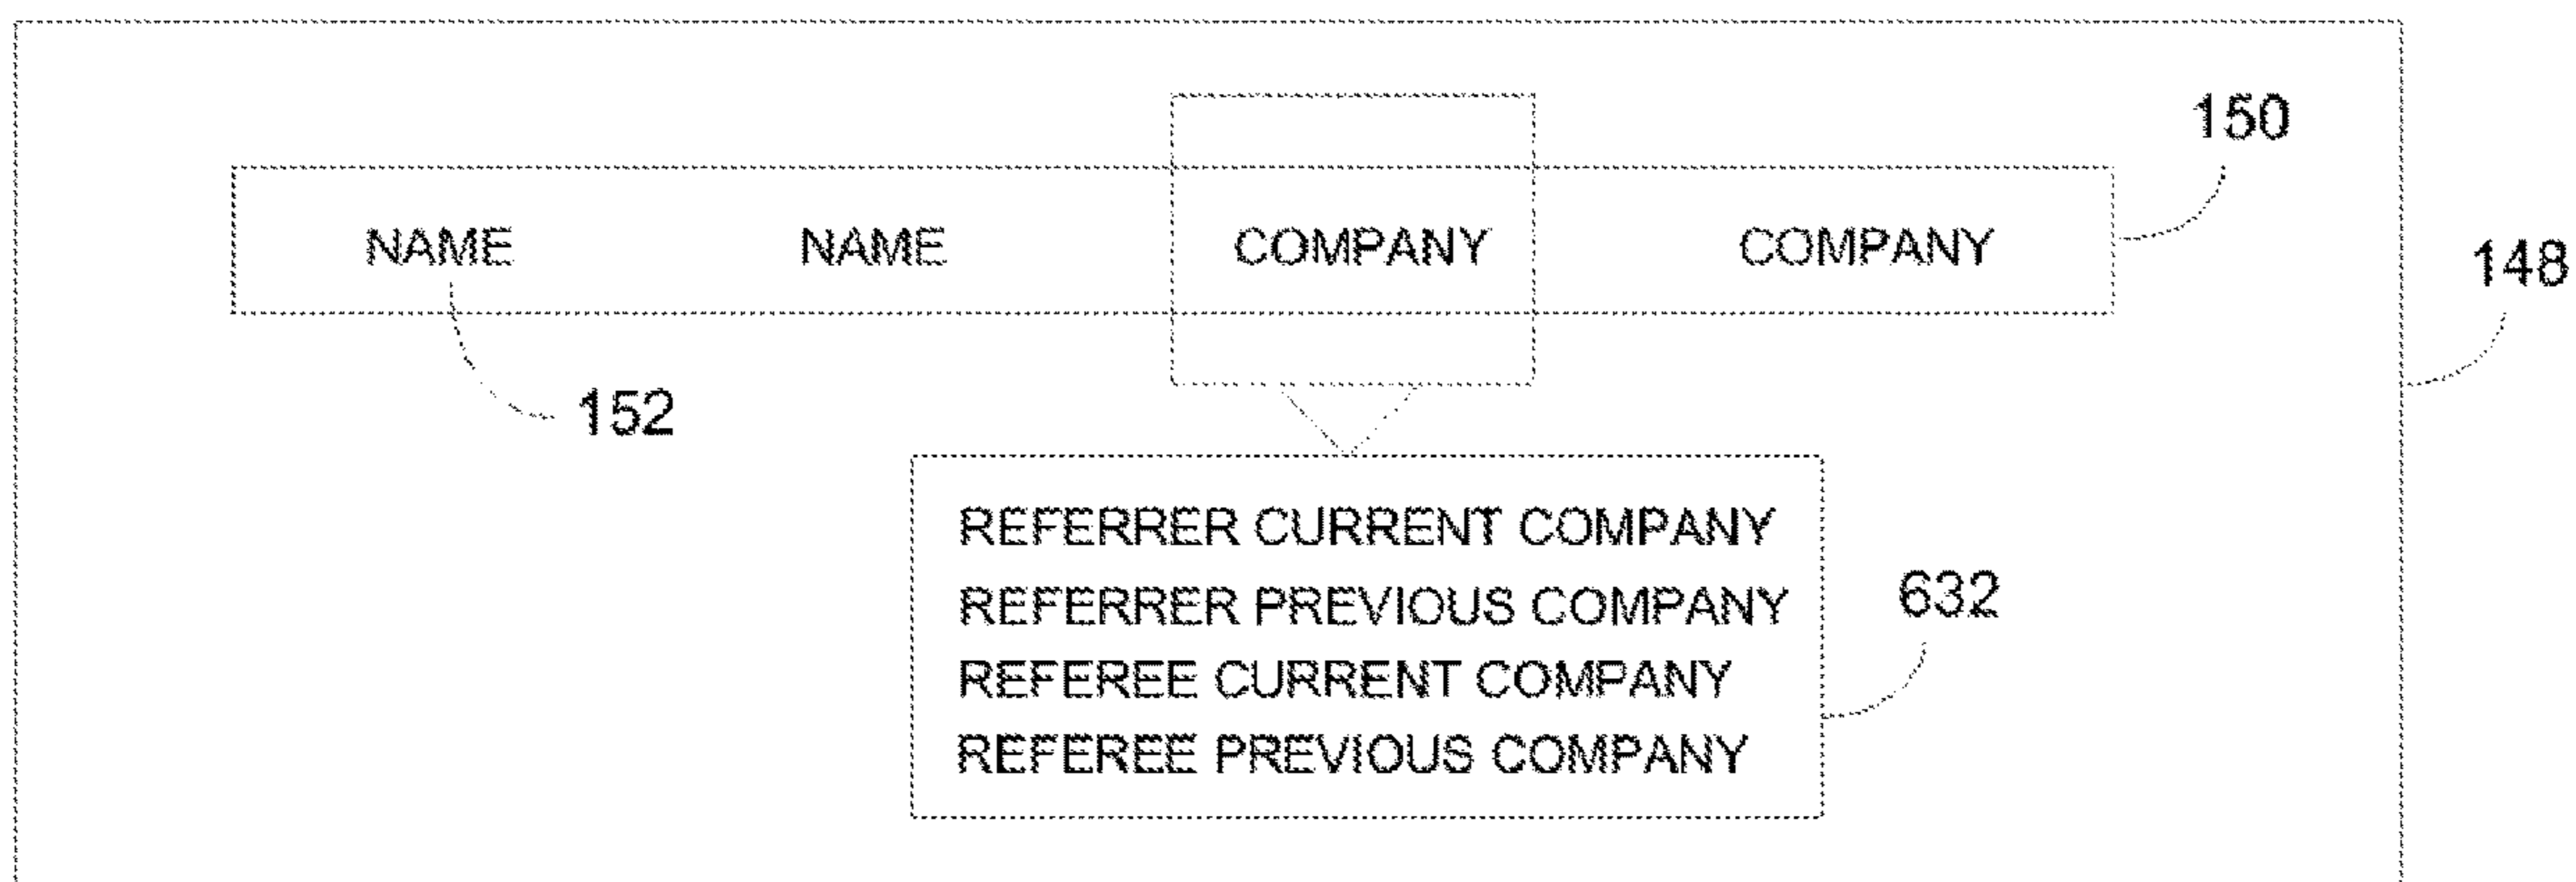 150
NAME NAME COMPANY COMPANY
148
152
REFERRER CURRENT COMPANY
REFERRER PREVIOUS COMPANY
632
REFEREE CURRENT COMPANY
REFEREE PREVIOUS COMPANY